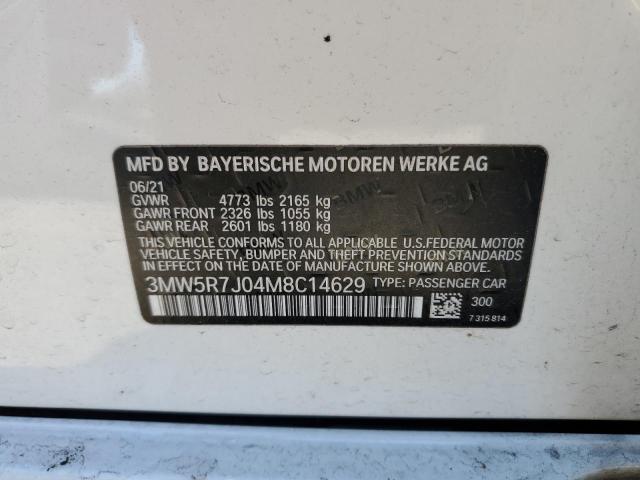 MFD BY BAYERISCHE MOTOREN WERKE AG
06/21
GVWR 4773 lbs 2165 kg
GAWR FRONT 2326 lbs 1055 kg
GAWR REAR 2601 lbs 1180 kg
THIS VEHICLE CONFORMS TO ALL APPLICABLE U.S.FEDERAL MOTOR
VEHICLE SAFETY, BUMPER, AND THEFT PREVENTION STANDARDS IN
EFFECT ON THE DATE OF MANUFACTURE SHOWN ABOVE.
3MW5R7J04M8C14629 TYPE: PASSENGER CAR
300
7 315 814